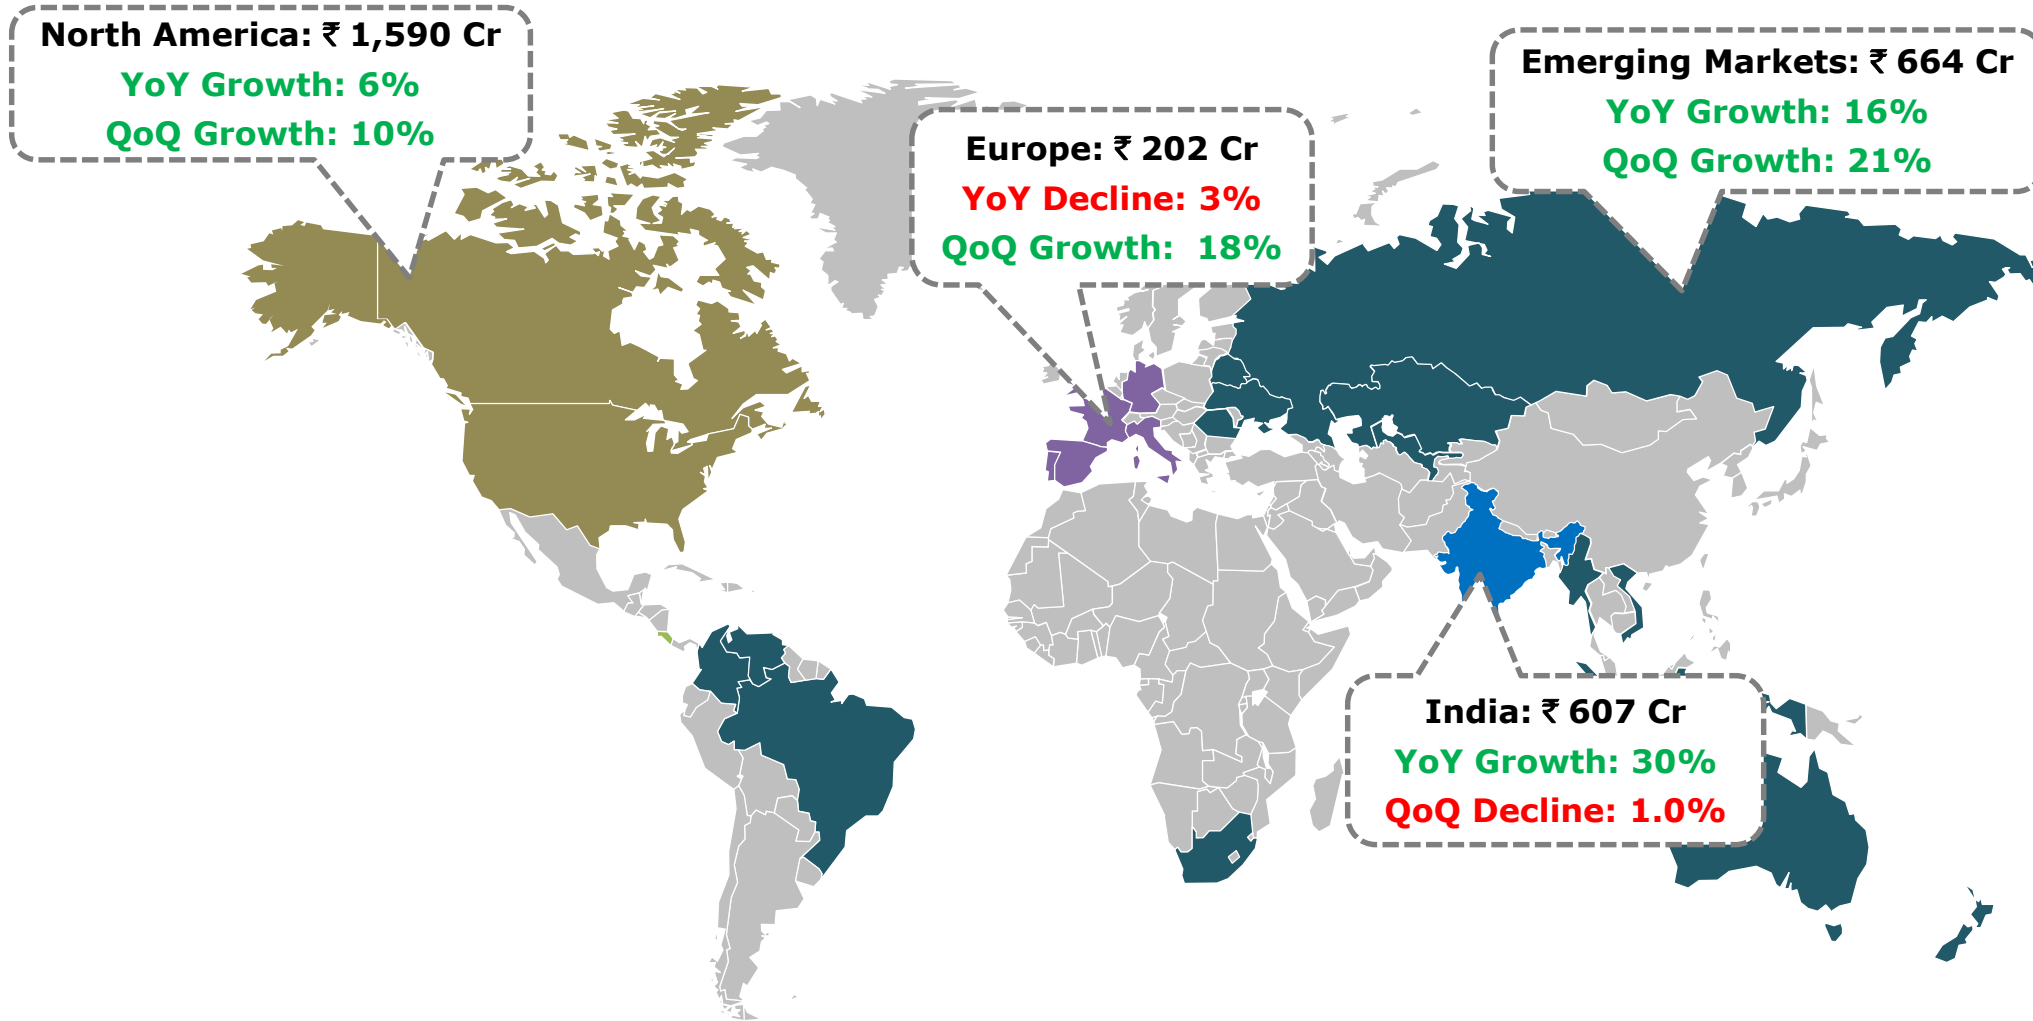 North America: ₹ 1,590 Cr
YoY Growth: 6%
QoQ Growth: 10%
Emerging Markets: ₹ 664 Cr
YoY Growth: 16%
QoQ Growth: 21%
Europe: ₹ 202 Cr
YoY Decline: 3%
QoQ Growth:  18%
India: ₹ 607 Cr
YoY Growth: 30%
QoQ Decline: 1.0%